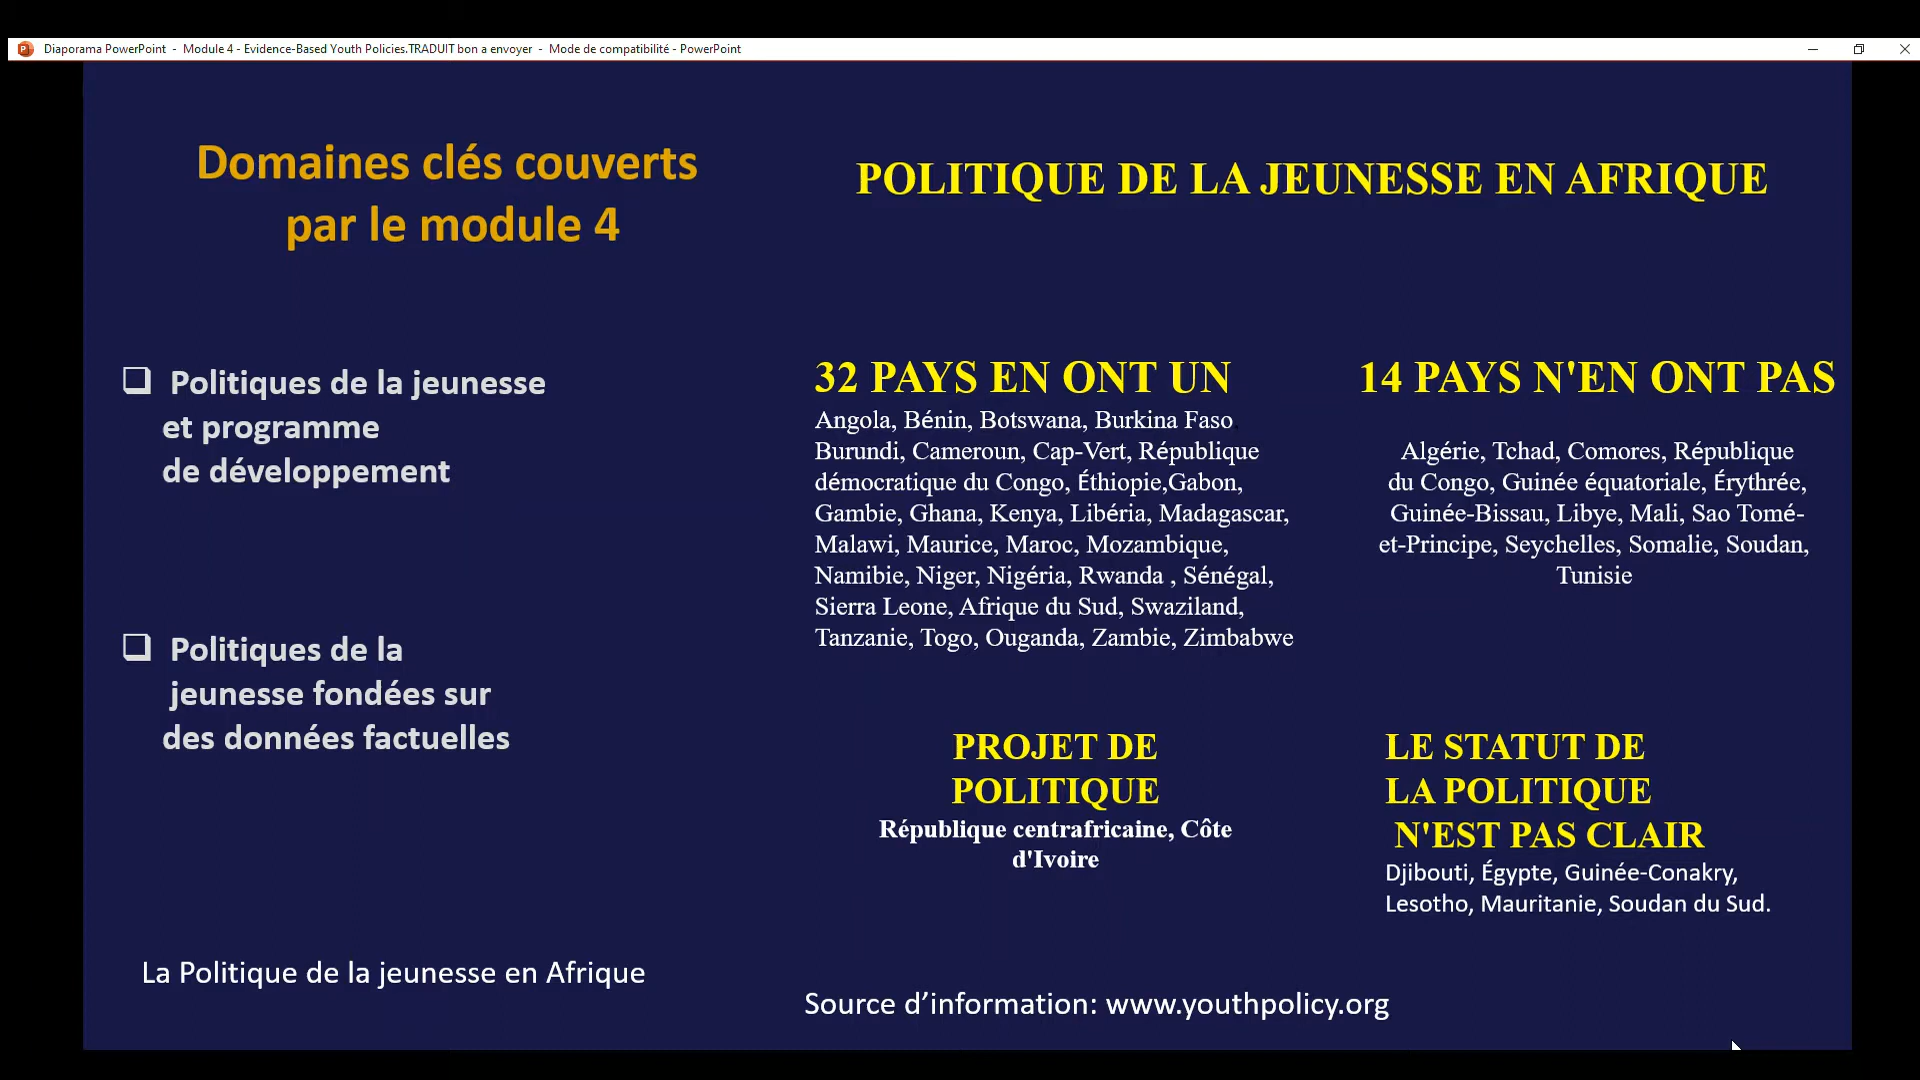 Diaporama PowerPoint - Module 4 - Evidence-Based Youth Policies.TRADUIT bon a envoyer - Mode de compatibilité - PowerPoint
Domaines clés couverts
par le module 4
❑ Politiques de la jeunesse
et programme
de développement
❑ Politiques de la
jeunesse fondées sur
des données factuelles
La Politique de la jeunesse en Afrique
POLITIQUE DE LA JEUNESSE EN AFRIQUE
32 PAYS EN ONT UN
Angola, Bénin, Botswana, Burkina Faso
Burundi, Cameroun, Cap-Vert, République
démocratique du Congo, Éthiopie,Gabon,
Gambie, Ghana, Kenya, Libéria, Madagascar,
Malawi, Maurice, Maroc, Mozambique,
Namibie, Niger, Nigéria, Rwanda , Sénégal,
Sierra Leone, Afrique du Sud, Swaziland,
Tanzanie, Togo, Ouganda, Zambie, Zimbabwe
14 PAYS N'EN ONT PAS
Algérie, Tchad, Comores, République
du Congo, Guinée équatoriale, Érythrée,
Guinée-Bissau, Libye, Mali, Sao Tomé-
et-Principe, Seychelles, Somalie, Soudan,
Tunisie
PROJET DE
POLITIQUE
République centrafricaine, Côte
d'Ivoire
LE STATUT DE
LA POLITIQUE
N'EST PAS CLAIR
Djibouti, Égypte, Guinée-Conakry,
Lesotho, Mauritanie, Soudan du Sud.
Source d’information: www.youthpolicy.org